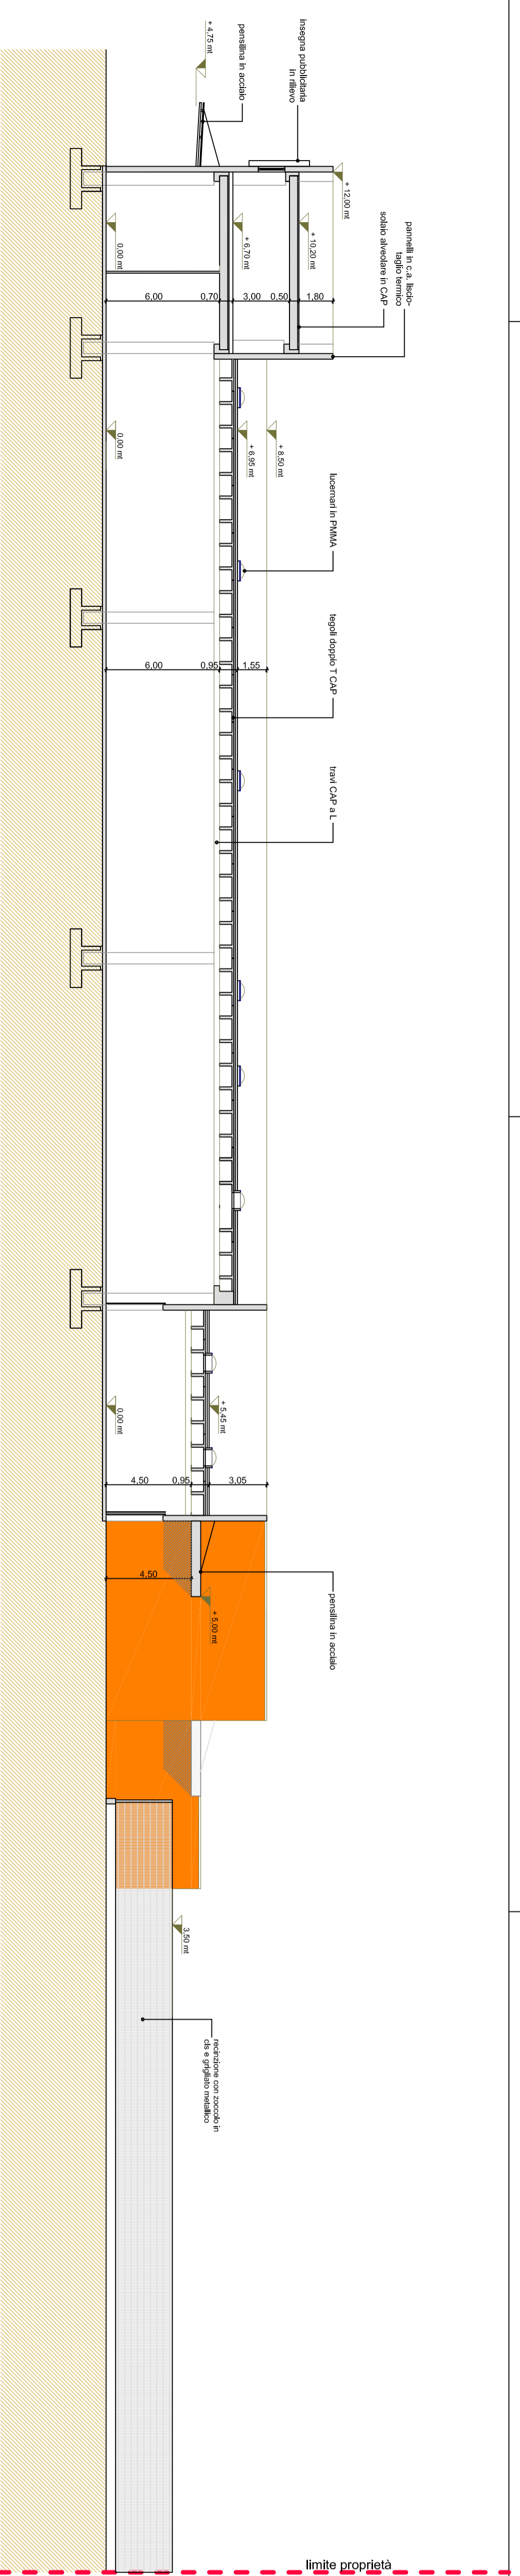 insegna pubblicitaria
in rilievo
pensilina in acciaio
+ 4,75 mt
+ 12,00 mt
pannelli in c.a. liscio-
taglio termico
solaio alveolare in CAP
+ 10,20 mt
+ 6,70 mt
0,00 mt
6,00
0,70
3,00
0,50
1,80
0,00 mt
+ 6,95 mt
+ 8,50 mt
lucernari in PMMA
tegoli doppio T CAP
6,00
0,95
1,55
travi CAP a L
0,00 mt
+ 5,45 mt
4,50
0,95
3,05
4,50
pensilina in acciaio
+ 5,00 mt
3,50 mt
recinzione con zoccolo in
cls e grigliato metallico
limite proprietà